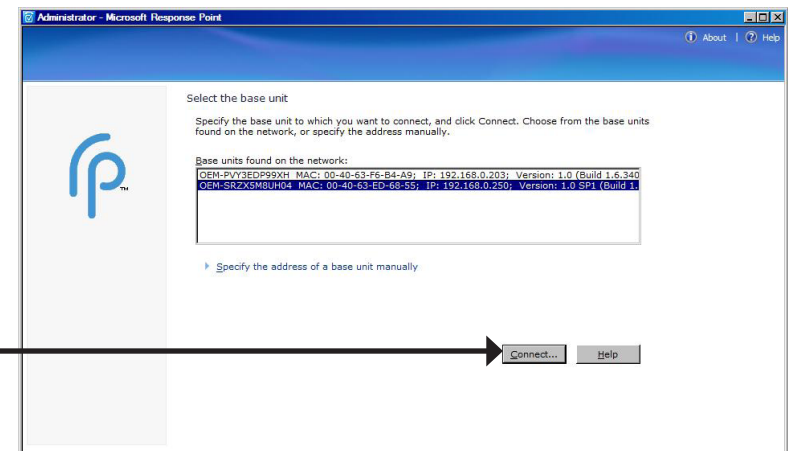 Administrator - Microsoft Response Point
About | Help
Select the base unit
Specify the base unit to which you want to connect, and click Connect. Choose from the base units
found on the network, or specify the address manually.
Base units found on the network:
OEM-PVY3EDP99XH MAC: 00-40-63-F6-B4-A9; IP: 192.168.0.203; Version: 1.0 (Build 1.6.340
OEM-SRZX5M8UH04 MAC: 00-40-63-ED-68-55; IP: 192.168.0.250; Version: 1.0 SP1 (Build 1.
rp TM
Specify the address of a base unit manually
Connect... Help